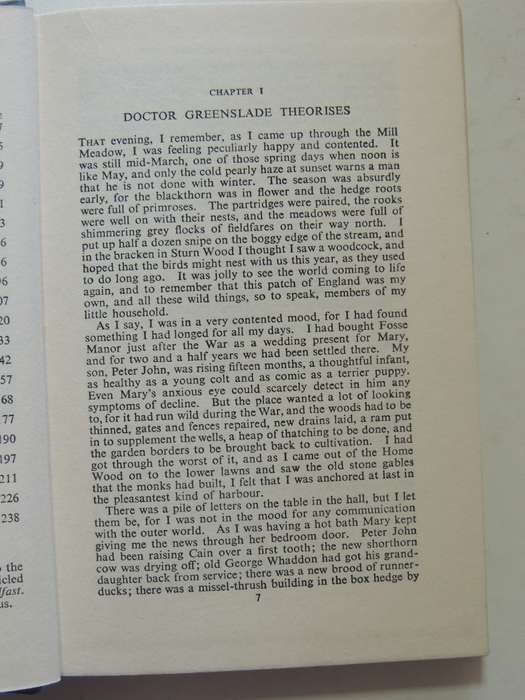 CHAPTER I
DOCTOR GREENSLADE THEORISES
THAT evening, I remember, as I came up through the Mill
Meadow, I was feeling peculiarly happy and contented. It
was still mid-March, one of those spring days when noon is
like May, and only the cold pearly haze at sunset warns a man
that he is not done with winter. The season was absurdly
early, for the blackthorn was in flower and the hedge roots
were full of primroses. The partridges were paired, the rooks
were well on with their nests, and the meadows were full of
shimmering grey flocks of fieldfares on their way north. I
put up half a dozen snipe on the boggy edge of the stream, and
in the bracken in Sturn Wood I thought I saw a woodcock, and
hoped that the birds might nest with us this year, as they used
to do long ago. It was jolly to see the world coming to life
again, and to remember that this patch of England was my
own, and all these wild things, so to speak, members of my
little household.
As I say, I was in a very contented mood, for I had found
something I had longed for all my days. I had bought Fosse
Manor just after the War as a wedding present for Mary,
and for two and a half years we had been settled there. My
son, Peter John, was rising fifteen months, a thoughtful infant,
as healthy as a young colt and as comic as a terrier puppy.
Even Mary's anxious eye could scarcely detect in him any
symptoms of decline. But the place wanted a lot of looking
to, for it had run wild during the War, and the woods had to be
thinned, gates and fences repaired, new drains laid, a ram put
in to supplement the wells, a heap of thatching to be done, and
the garden borders to be brought back to cultivation. I had
got through the worst of it, and as I came out of the Home
Wood on to the lower lawns and saw the old stone gables
that the monks had built, I felt that I was anchored at last in
the pleasantest kind of harbour.
There was a pile of letters on the table in the hall, but I let
them be, for I was not in the mood for any communication
with the outer world. As I was having a hot bath Mary kept
giving me the news through her bedroom door. Peter John
had been raising Cain over a first tooth; the new shorthorn
cow was drying off; old George Whaddon had got his grand-
daughter back from service; there was a new brood of runner-
ducks; there was a missel-thrush building in the box hedge by
7
20
33
42
57
68
177
190
197
211
226
238
to the
us.